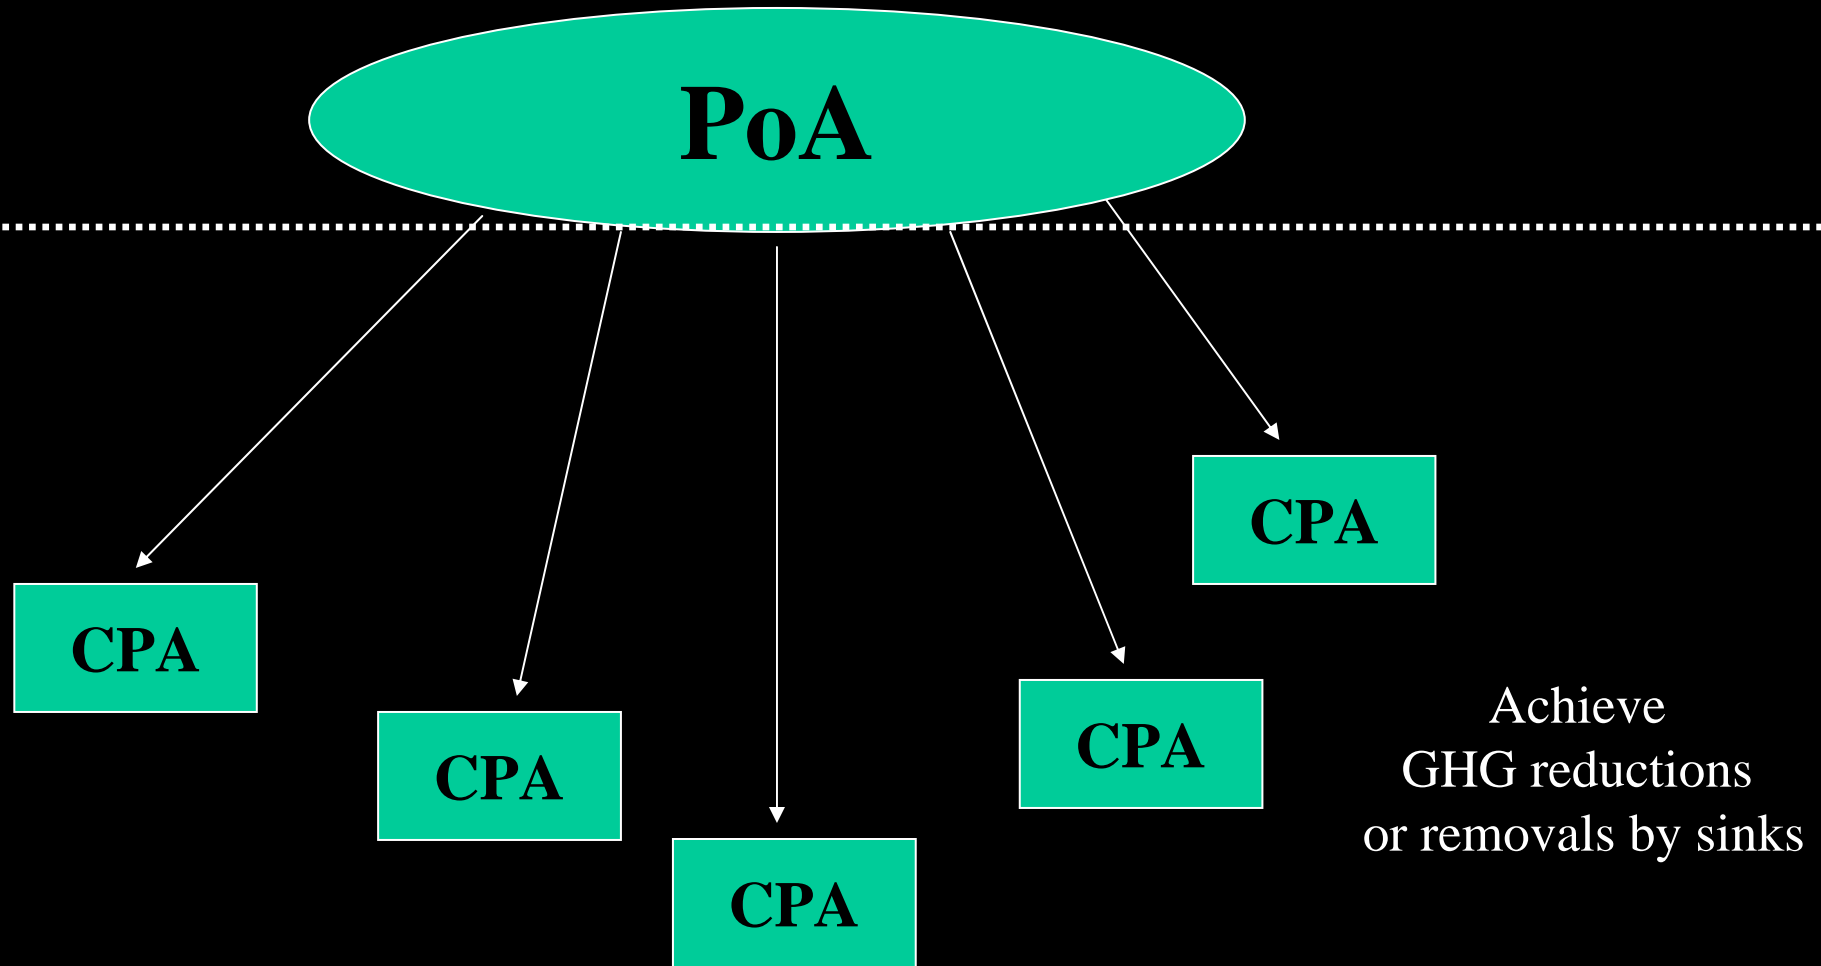 PoA
CPA
CPA
CPA
CPA
CPA
Achieve
GHG reductions
or removals by sinks